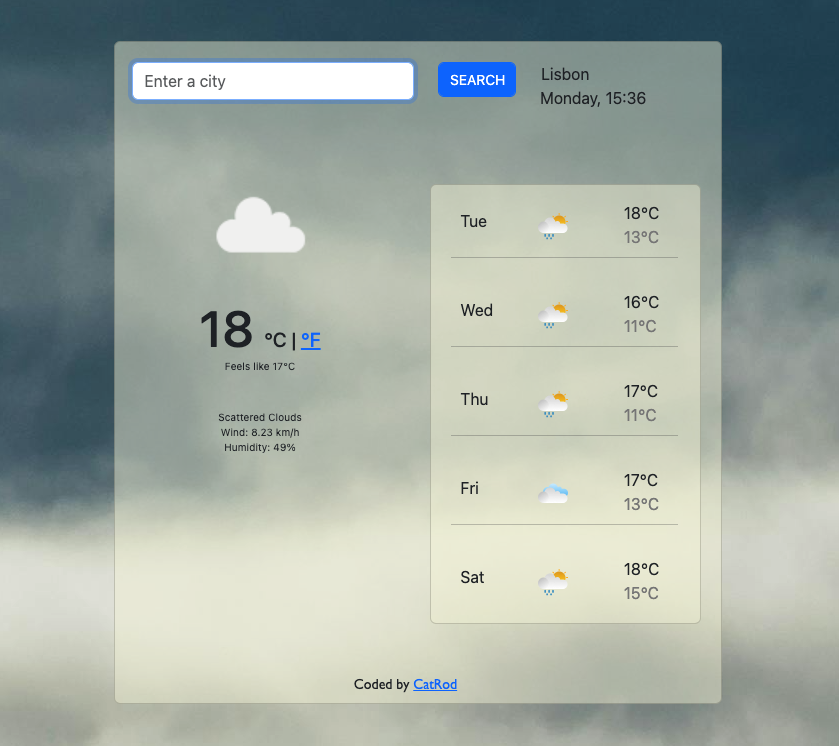 Enter a city
SEARCH
Lisbon
Monday, 15:36
18 °C | °F
Feels like 17°C
Scattered Clouds
Wind: 8.23 km/h
Humidity: 49%
Tue
18°C
13°C
Wed
16°C
11°C
Thu
17°C
11°C
Fri
17°C
13°C
Sat
18°C
15°C
Coded by CatRod